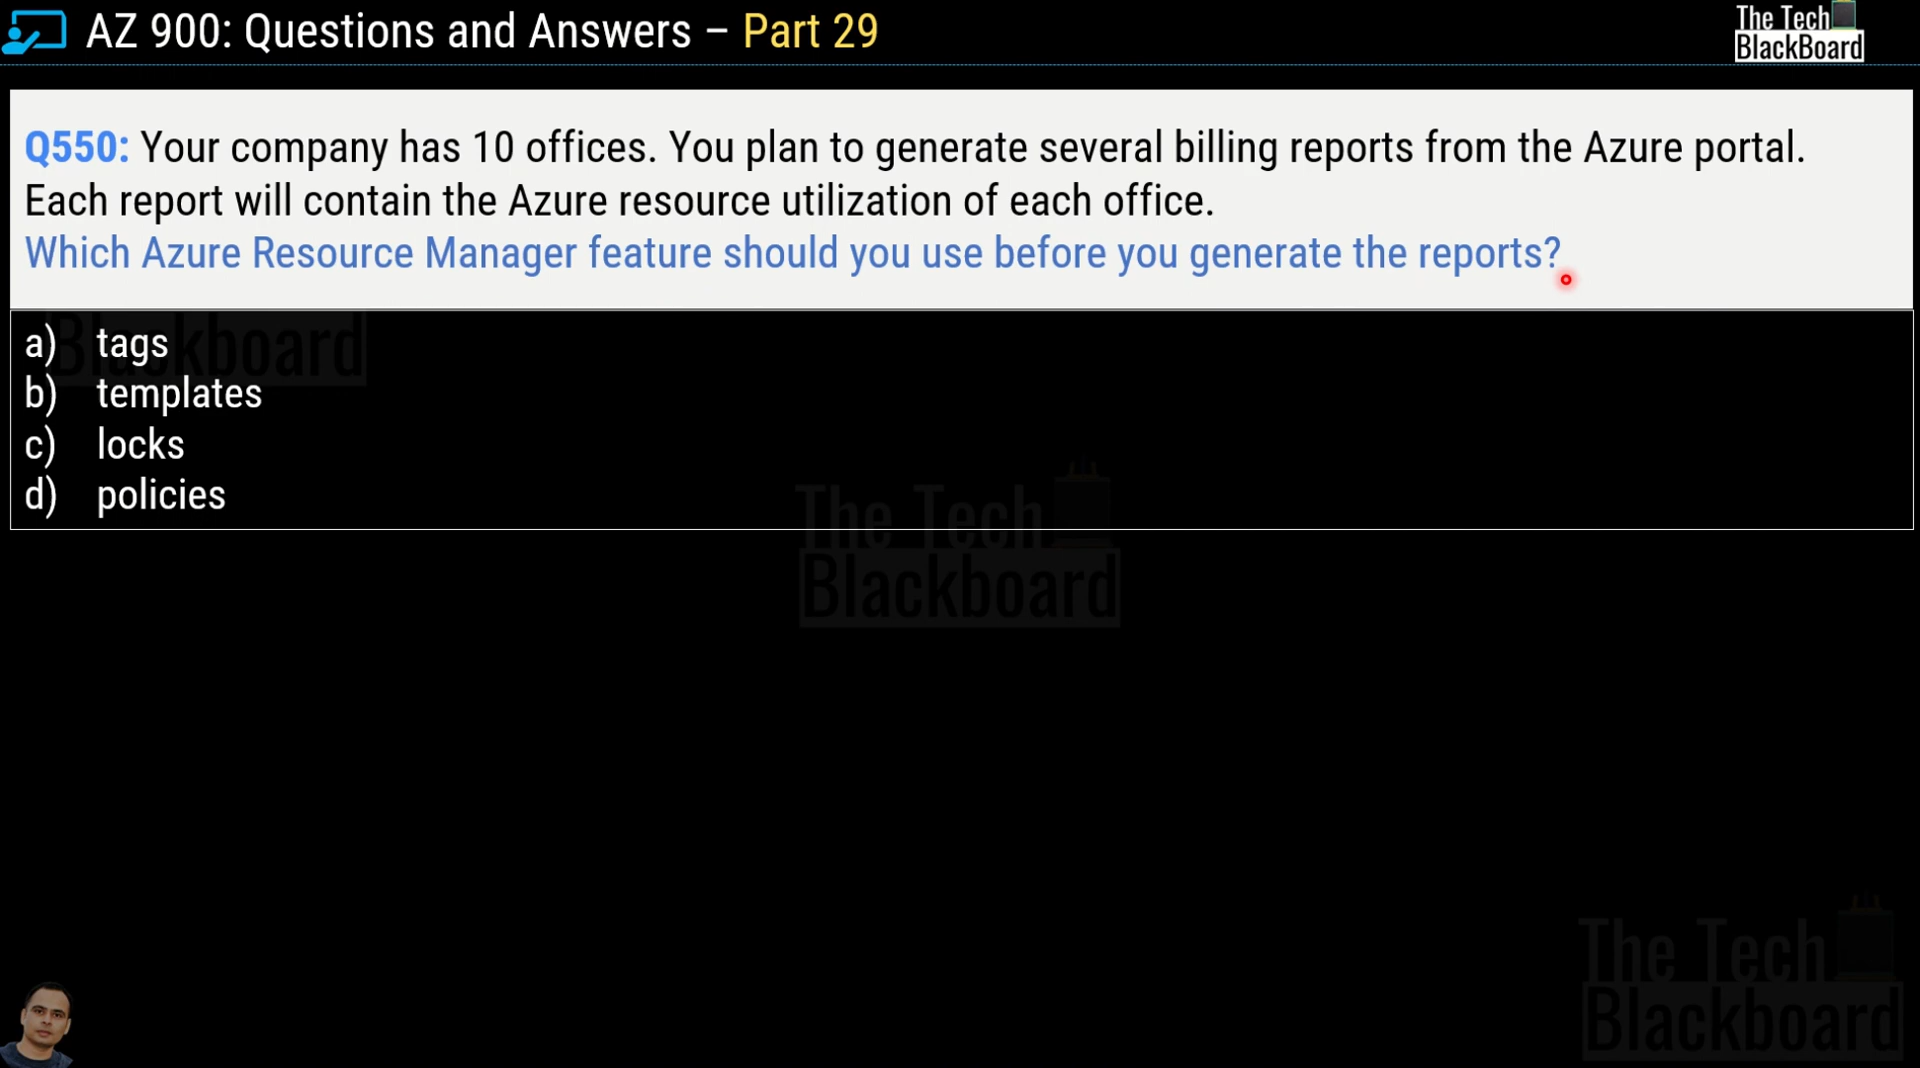 AZ 900: Questions and Answers – Part 29
The Tech
BlackBoard
Q550: Your company has 10 offices. You plan to generate several billing reports from the Azure portal.
Each report will contain the Azure resource utilization of each office.
Which Azure Resource Manager feature should you use before you generate the reports?
Blackboard
a) tags
b) templates
c) locks
d) policies
The Tech
Blackboard
The Tech
Blackboard